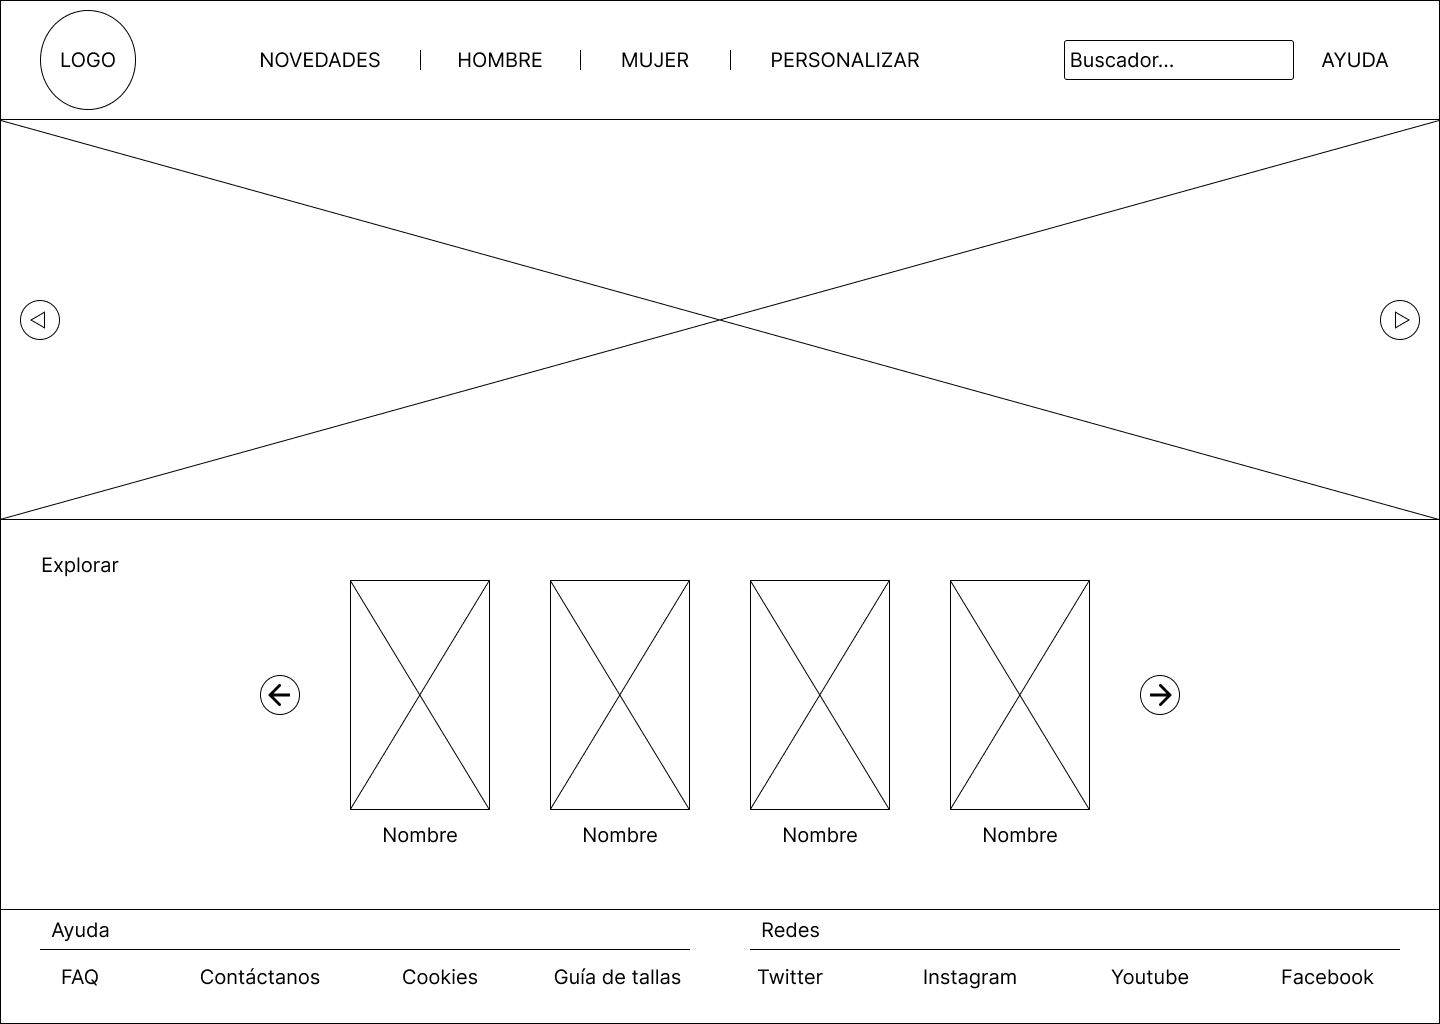 LOGO
NOVEDADES
HOMBRE
MUJER
PERSONALIZAR
Buscador...
AYUDA
Explorar
Nombre
Nombre
Nombre
Nombre
Ayuda
FAQ
Contáctanos
Cookies
Guía de tallas
Redes
Twitter
Instagram
Youtube
Facebook